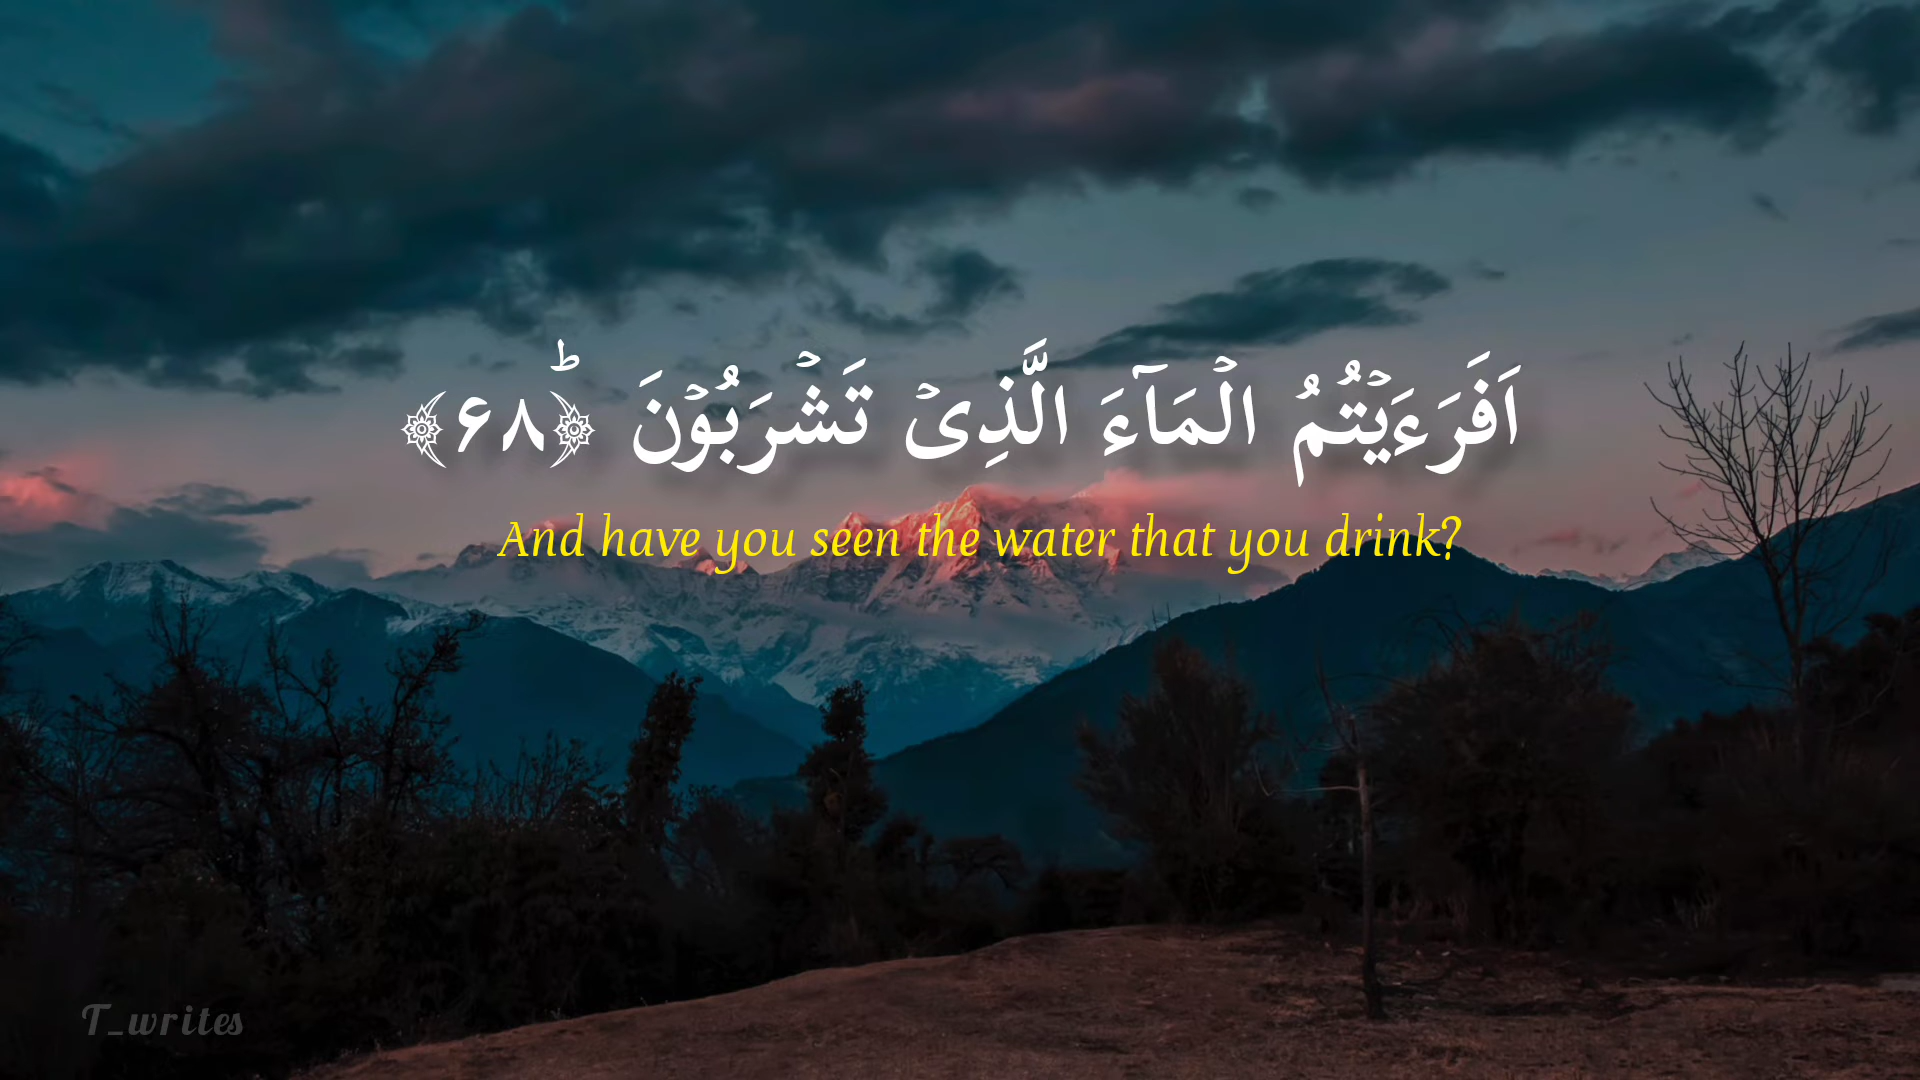 اَفَرَءَيۡتُمُ الۡمَآءَ الَّذِىۡ تَشۡرَبُوۡنَؕ ﴿۶۸﴾
And have you seen the water that you drink?
T_writes